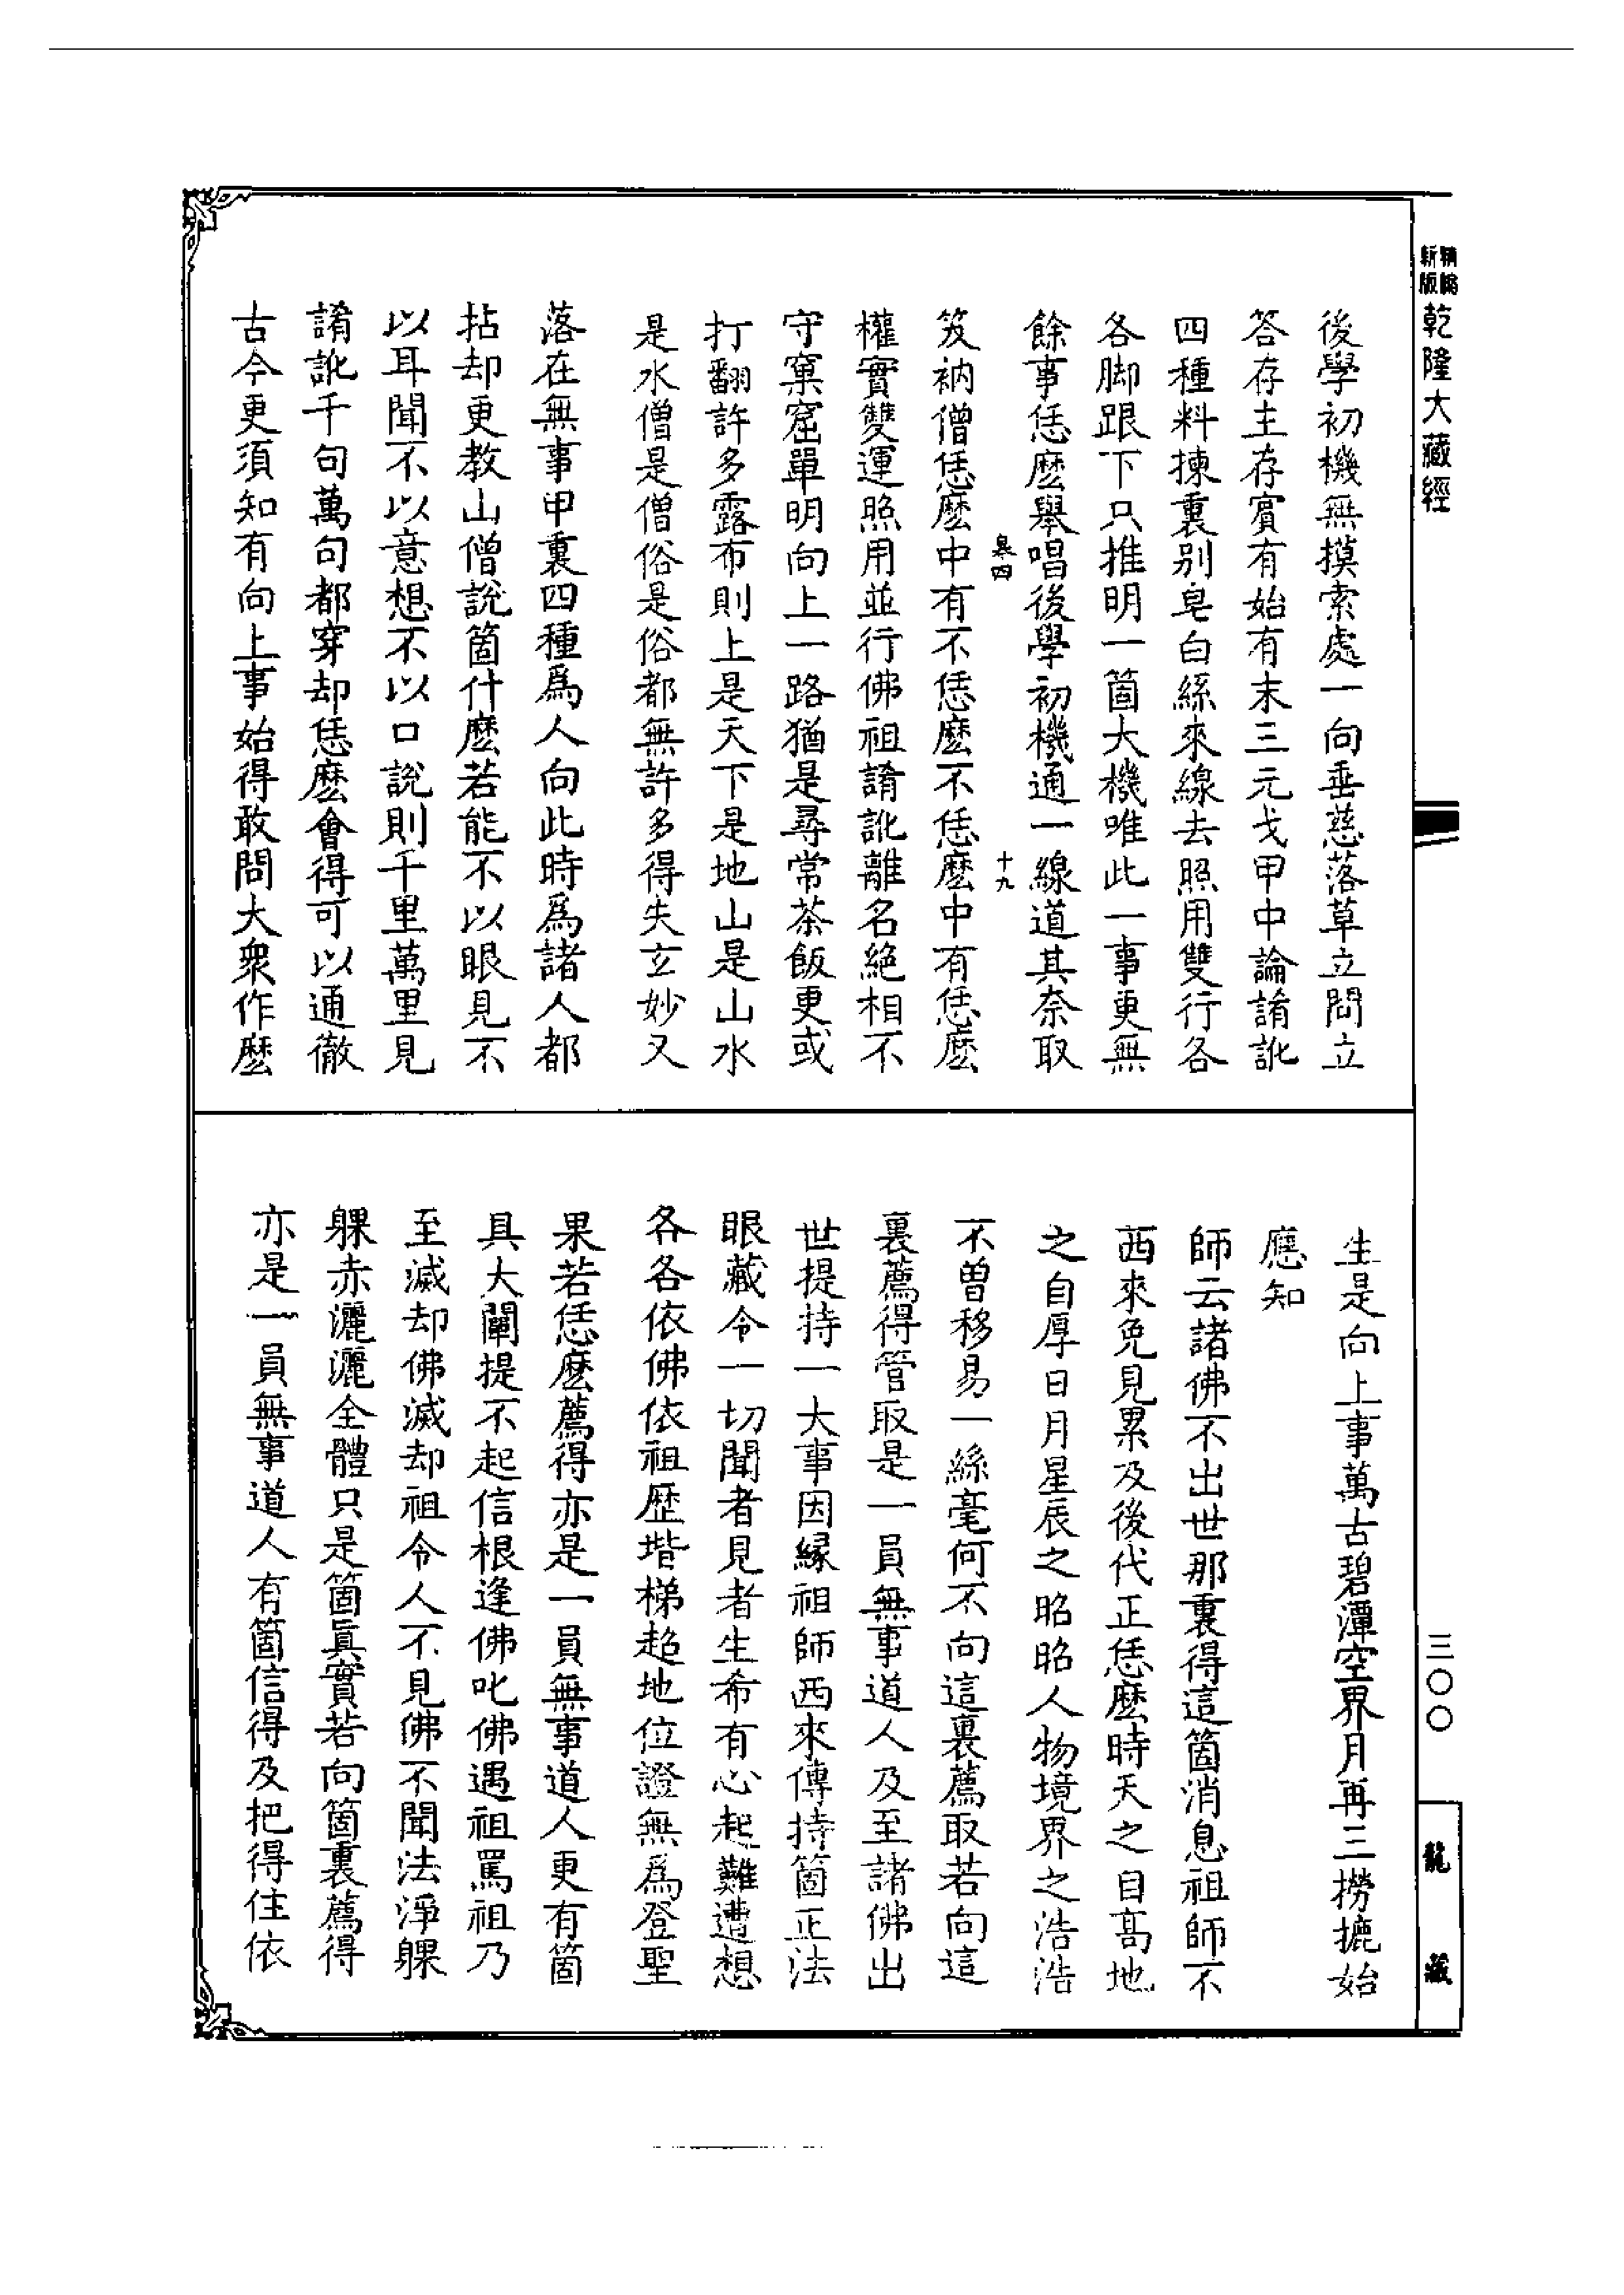 精縮
新版
乾隆大藏經
後學初機無摸索處一向垂慈落草立問立
答存主存賓有始有末三元戈甲中論誵訛
四種料揀裏别皂白絲來線去照用雙行各
各脚跟下只推明一箇大機唯此一事更無
餘事恁麽舉唱後學初機通一線道其奈取
十九
笈衲僧恁麽中有不恁麽不恁麽中有恁麽
權實雙運照用並行佛祖誵訛離名絶相不
守窠窟單明向上一路猶是尋常茶飯更或
打翻許多露布則上是天下是地山是山水
是水僧是僧俗是俗都無許多得失玄妙又
落在無事甲裏四種爲人向此時爲諸人都
拈却更教山僧説箇什麽若能不以眼見不
以耳聞不以意想不以口說則千里萬里見
誵訛千句萬句都穿却恁麽會得可以通徹
古今更須知有向上事始得敢問大衆作麽
生是向上事萬古碧潭空界月再三撈摝始
應知
師云諸佛不出世那裏得這箇消息祖師不
西來免見累及後代正恁麽時天之自高地
之自厚日月星辰之昭昭人物境界之浩浩
不曾移易一絲毫何不向這裏薦取若向這
裏薦得管取是一員無事道人及至諸佛出
世提持一大事因緣祖師西來傳持箇正法
眼藏令一切聞者見者生希有心起難遭想
各各依佛依祖歷堦梯超地位證無爲登聖
果若恁麽薦得亦是一員無事道人更有箇
具大闡提不起信根逢佛叱佛遇祖罵祖乃
至滅却佛滅却祖令人不見佛不聞法淨躶
躶赤灑灑全體只是箇眞實若向箇裏薦得
亦是一員無事道人有箇信得及把得住依
三〇〇
龍藏